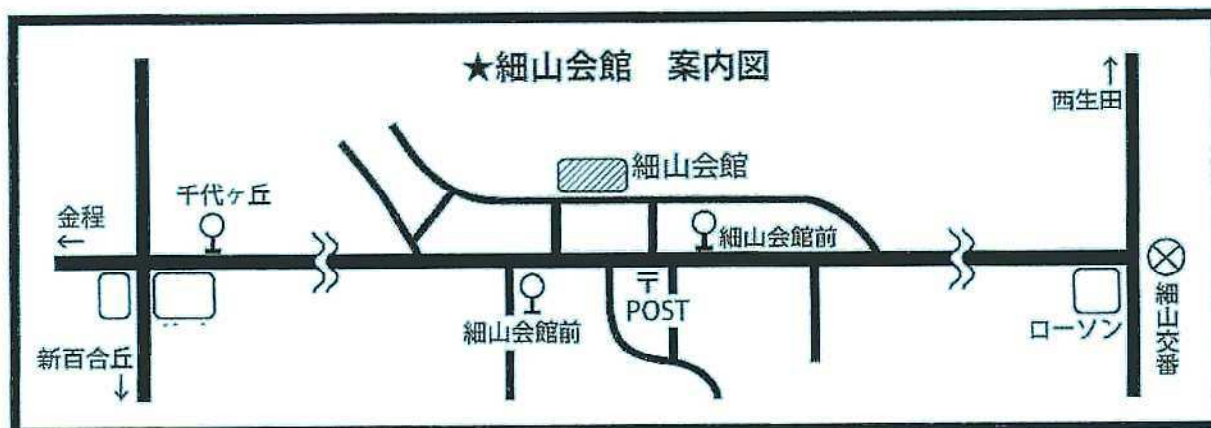 ★細山会館 案内図
↑
西生田
細山会館
千代ヶ丘
金程
←
細山会館前
〒
POST
細山会館前
ローソン
細山交番
新百合丘
↓